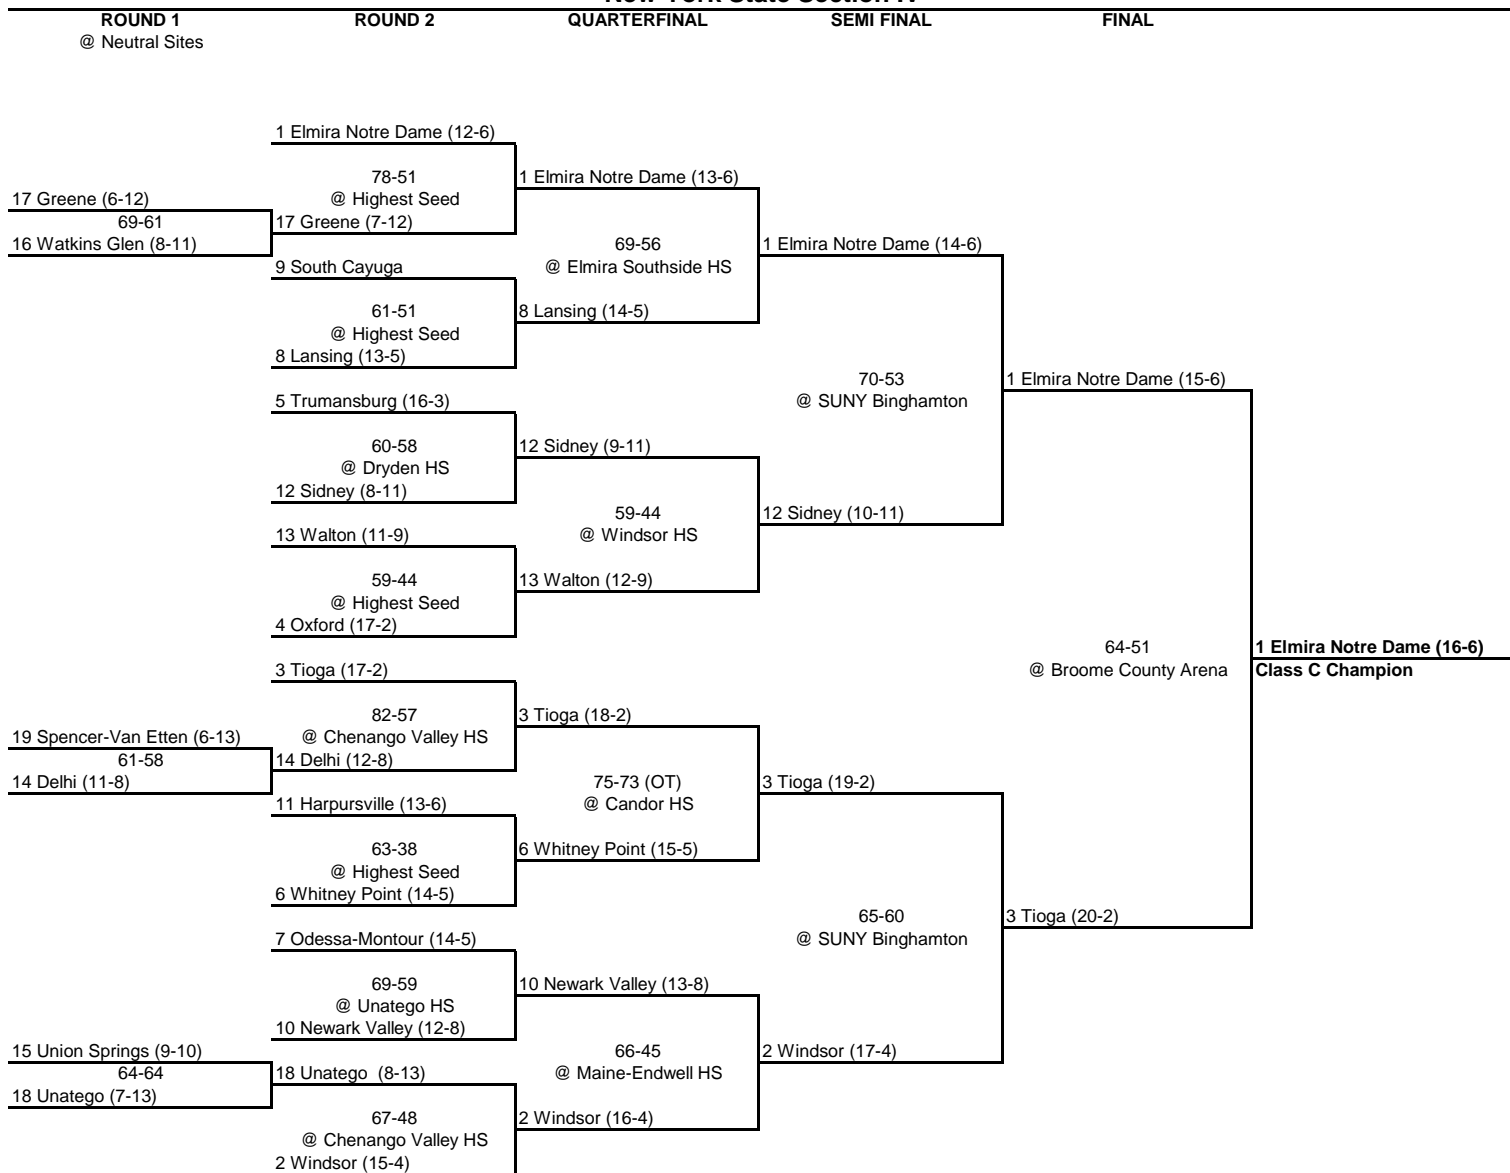 New York State Section IV
ROUND 1 ROUND 2 QUARTERFINAL SEMI FINAL FINAL
@ Neutral Sites
1 Elmira Notre Dame (12-6)
78-51 1 Elmira Notre Dame (13-6)
17 Greene (6-12) @ Highest Seed
69-61 17 Greene (7-12)
16 Watkins Glen (8-11) 69-56 1 Elmira Notre Dame (14-6)
9 South Cayuga @ Elmira Southside HS
61-51 8 Lansing (14-5)
@ Highest Seed
8 Lansing (13-5)
70-53 1 Elmira Notre Dame (15-6)
5 Trumansburg (16-3) @ SUNY Binghamton
60-58 12 Sidney (9-11)
@ Dryden HS
12 Sidney (8-11)
59-44 12 Sidney (10-11)
13 Walton (11-9) @ Windsor HS
59-44 13 Walton (12-9)
@ Highest Seed
4 Oxford (17-2)
64-51 1 Elmira Notre Dame (16-6)
3 Tioga (17-2) @ Broome County Arena Class C Champion
82-57 3 Tioga (18-2)
19 Spencer-Van Etten (6-13) @ Chenango Valley HS
61-58 14 Delhi (12-8)
14 Delhi (11-8) 75-73 (OT) 3 Tioga (19-2)
11 Harpursville (13-6) @ Candor HS
63-38 6 Whitney Point (15-5)
@ Highest Seed
6 Whitney Point (14-5)
65-60 3 Tioga (20-2)
7 Odessa-Montour (14-5) @ SUNY Binghamton
69-59 10 Newark Valley (13-8)
@ Unatego HS
10 Newark Valley (12-8)
15 Union Springs (9-10) 66-45 2 Windsor (17-4)
64-64 18 Unatego (8-13) @ Maine-Endwell HS
18 Unatego (7-13)
67-48 2 Windsor (16-4)
@ Chenango Valley HS
2 Windsor (15-4)